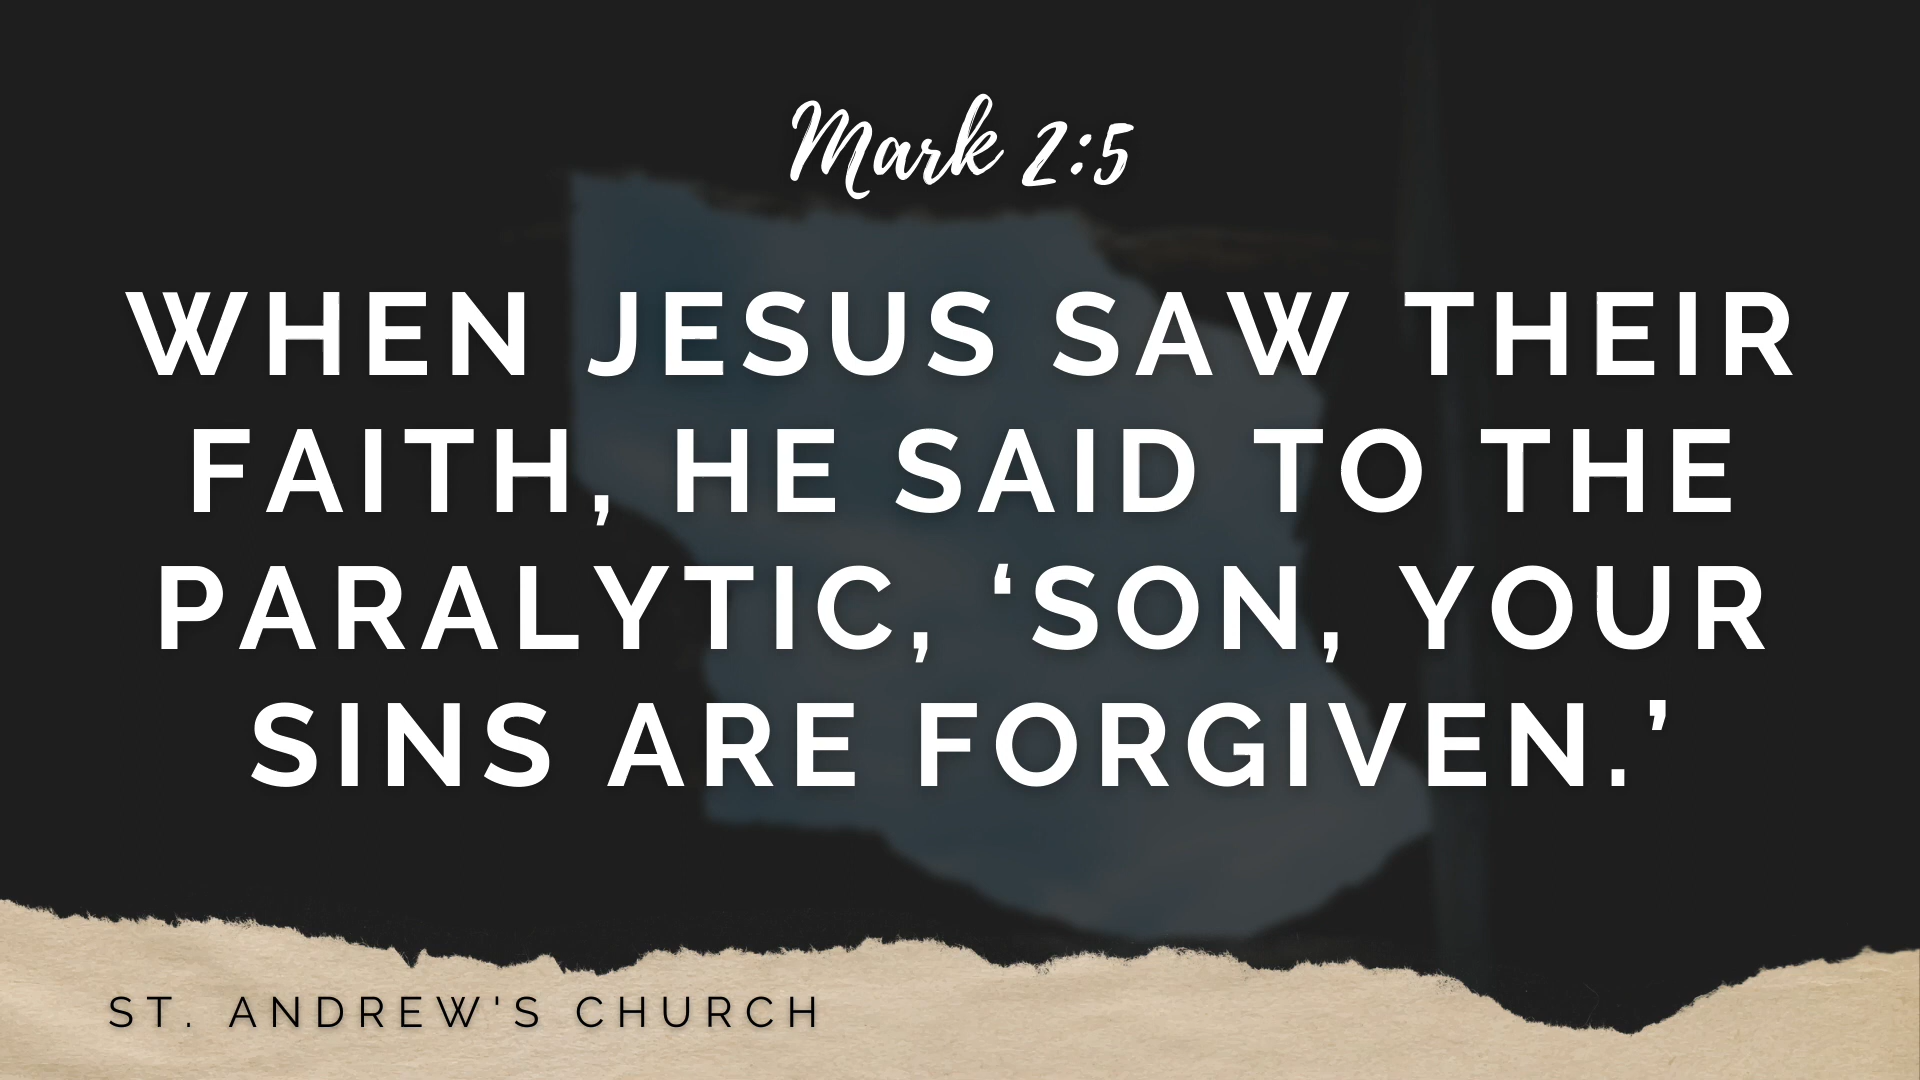 Mark 2:5
WHEN JESUS SAW THEIR
FAITH, HE SAID TO THE
PARALYTIC, ‘SON, YOUR
SINS ARE FORGIVEN.’
ST. ANDREW'S CHURCH